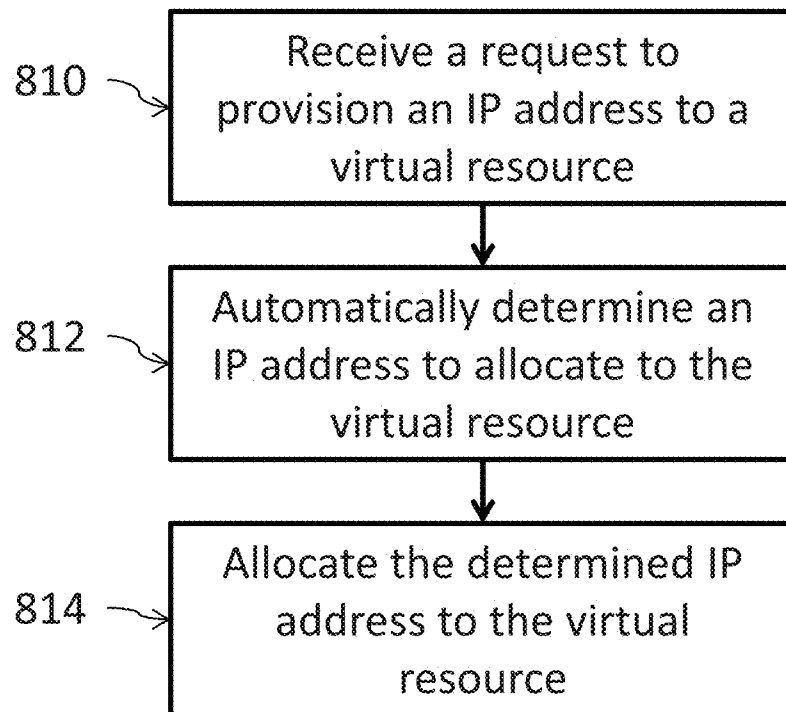 810
Receive a request to
provision an IP address to a
virtual resource
812
Automatically determine an
IP address to allocate to the
virtual resource
814
Allocate the determined IP
address to the virtual
resource